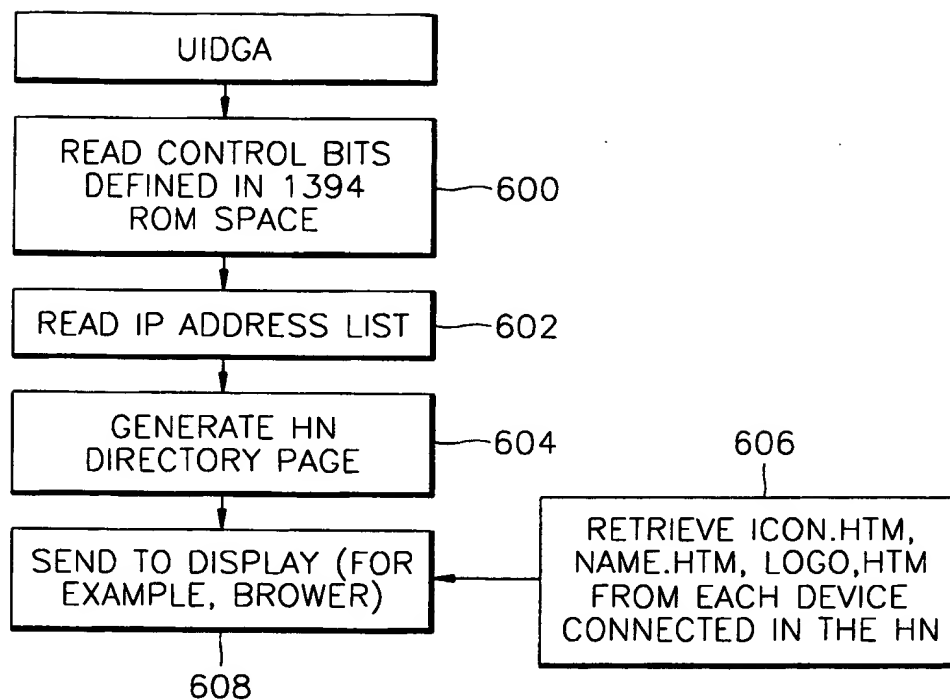 UIDGA
READ CONTROL BITS
DEFINED IN 1394
ROM SPACE
600
READ IP ADDRESS LIST
602
GENERATE HN
DIRECTORY PAGE
604
606
RETRIEVE ICON.HTM,
NAME.HTM, LOGO,HTM
FROM EACH DEVICE
CONNECTED IN THE HN
SEND TO DISPLAY (FOR
EXAMPLE, BROWER)
608